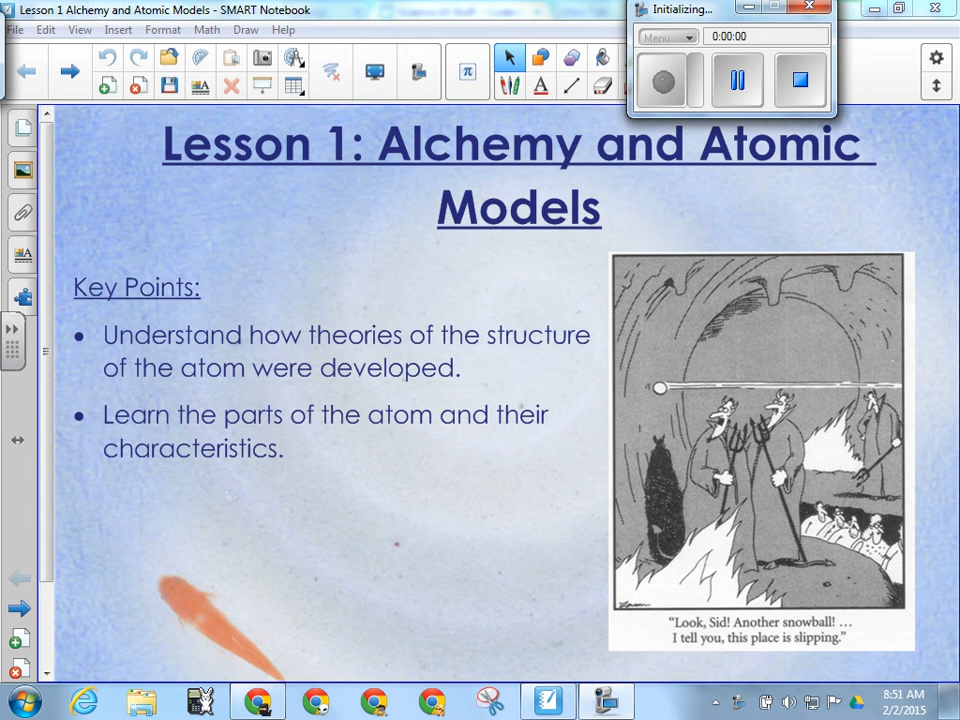 Lesson 1 Alchemy and Atomic Models - SMART Notebook
Initializing...
File Edit View Insert Format Math Draw Help
Menu 0:00:00
Lesson 1: Alchemy and Atomic
Models
Key Points:
• Understand how theories of the structure
of the atom were developed.
• Learn the parts of the atom and their
characteristics.
"Look, Sid! Another snowball! ...
I tell you, this place is slipping."
8:51 AM
2/2/2015